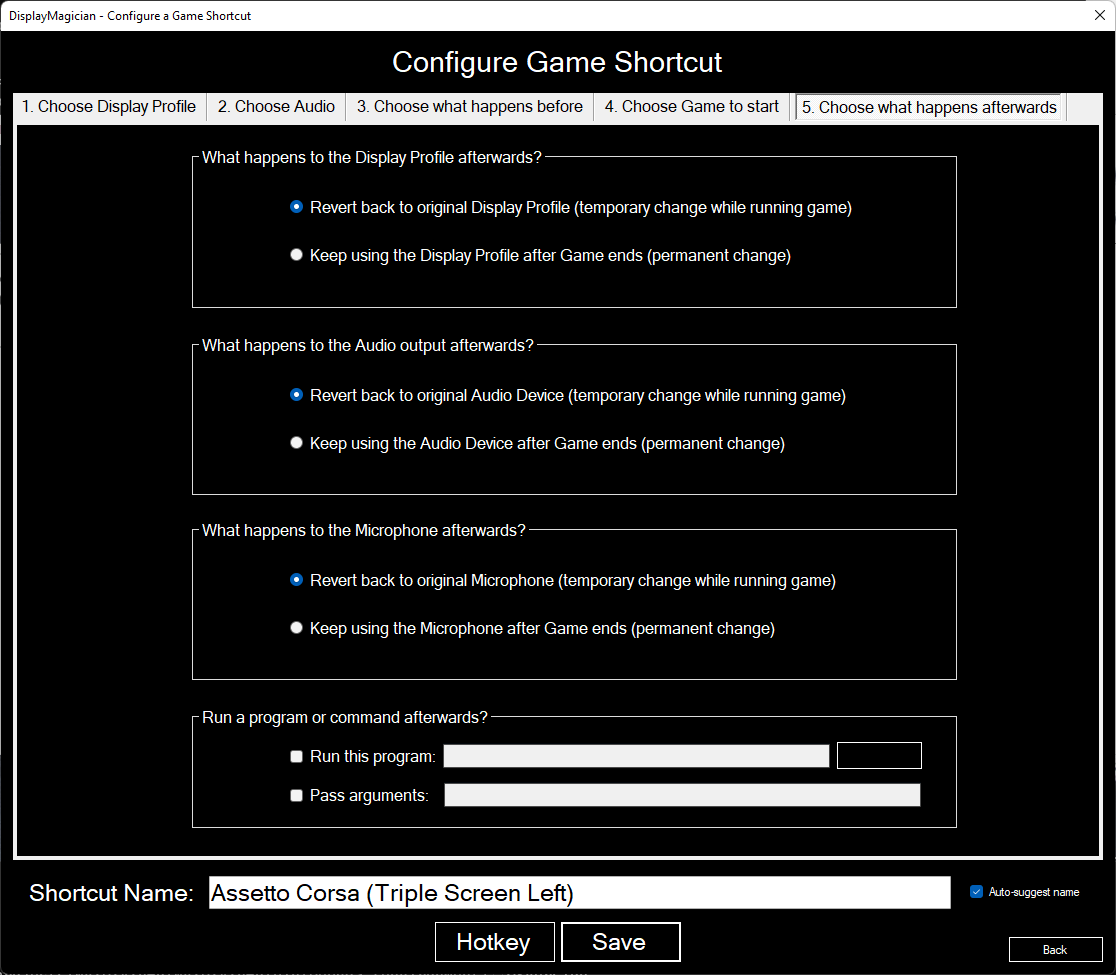 DisplayMagician - Configure a Game Shortcut
Configure Game Shortcut
1. Choose Display Profile 2. Choose Audio 3. Choose what happens before 4. Choose Game to start 5. Choose what happens afterwards
What happens to the Display Profile afterwards?
Revert back to original Display Profile (temporary change while running game)
Keep using the Display Profile after Game ends (permanent change)
What happens to the Audio output afterwards?
Revert back to original Audio Device (temporary change while running game)
Keep using the Audio Device after Game ends (permanent change)
What happens to the Microphone afterwards?
Revert back to original Microphone (temporary change while running game)
Keep using the Microphone after Game ends (permanent change)
Run a program or command afterwards?
Run this program:
Pass arguments:
Shortcut Name: Assetto Corsa (Triple Screen Left) Auto-suggest name
Hotkey Save
Back